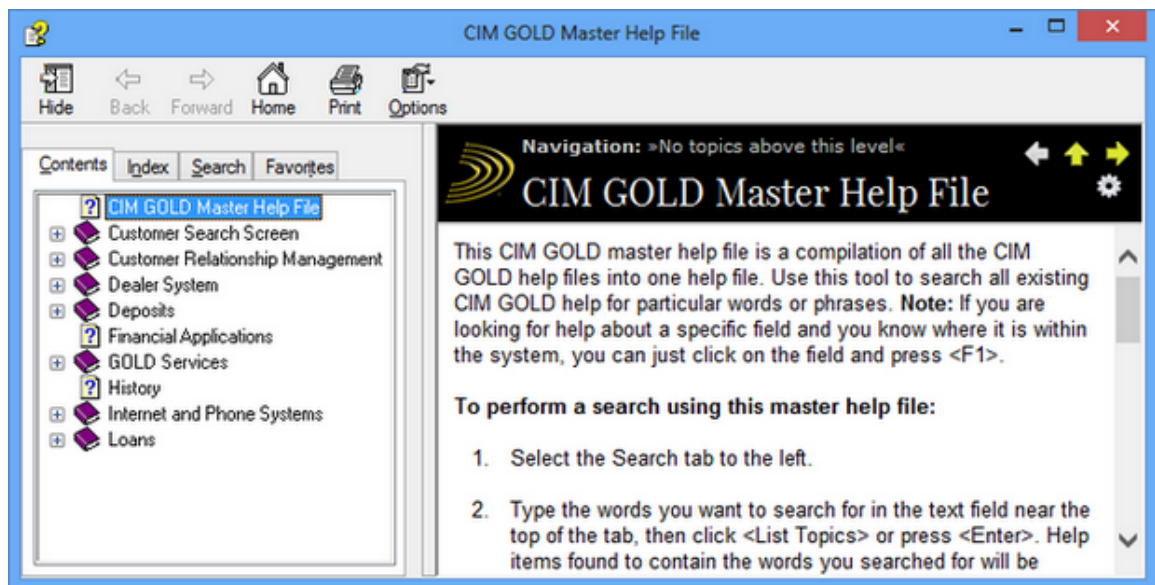 CIM GOLD Master Help File
Hide Back Forward Home Print Options
Contents Index Search Favorites
CIM GOLD Master Help File
Customer Search Screen
Customer Relationship Management
Dealer System
Deposits
Financial Applications
GOLD Services
History
Internet and Phone Systems
Loans
Navigation: »No topics above this level«
CIM GOLD Master Help File
This CIM GOLD master help file is a compilation of all the CIM
GOLD help files into one help file. Use this tool to search all existing
CIM GOLD help for particular words or phrases. Note: If you are
looking for help about a specific field and you know where it is within
the system, you can just click on the field and press <F1>.
To perform a search using this master help file:
1. Select the Search tab to the left.
2. Type the words you want to search for in the text field near the
top of the tab, then click <List Topics> or press <Enter>. Help
items found to contain the words you searched for will be